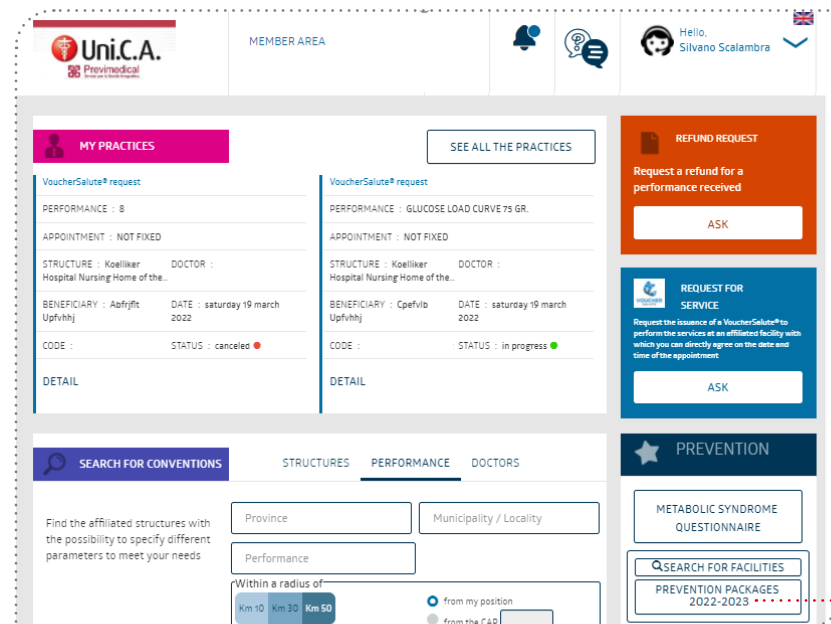 Uni.C.A.
Previmedical
MEMBER AREA
Hello,
Silvano Scalambra
MY PRACTICES
SEE ALL THE PRACTICES
VoucherSalute® request
PERFORMANCE : 8
APPOINTMENT : NOT FIXED
STRUCTURE : Koelliker
Hospital Nursing Home of the...
DOCTOR :
BENEFICIARY : Abfrjflt
Upfvhhj
DATE : saturday 19 march
2022
CODE :
STATUS : canceled
DETAIL
VoucherSalute® request
PERFORMANCE : GLUCOSE LOAD CURVE 75 GR.
APPOINTMENT : NOT FIXED
STRUCTURE : Koelliker
Hospital Nursing Home of the...
DOCTOR :
BENEFICIARY : Cpefvlb
Upfvhhj
DATE : saturday 19 march
2022
CODE :
STATUS : in progress
DETAIL
REFUND REQUEST
Request a refund for a
performance received
ASK
VOUCHER
REQUEST FOR
SERVICE
Request the issuance of a VoucherSalute® to
perform the services at an affiliated facility with
which you can directly agree on the date and
time of the appointment
ASK
SEARCH FOR CONVENTIONS
STRUCTURES
PERFORMANCE
DOCTORS
Find the affiliated structures with
the possibility to specify different
parameters to meet your needs
Province
Municipality / Locality
Performance
Within a radius of
Km 10
Km 30
Km 50
from my position
from the CAP
PREVENTION
METABOLIC SYNDROME
QUESTIONNAIRE
SEARCH FOR FACILITIES
PREVENTION PACKAGES
2022-2023